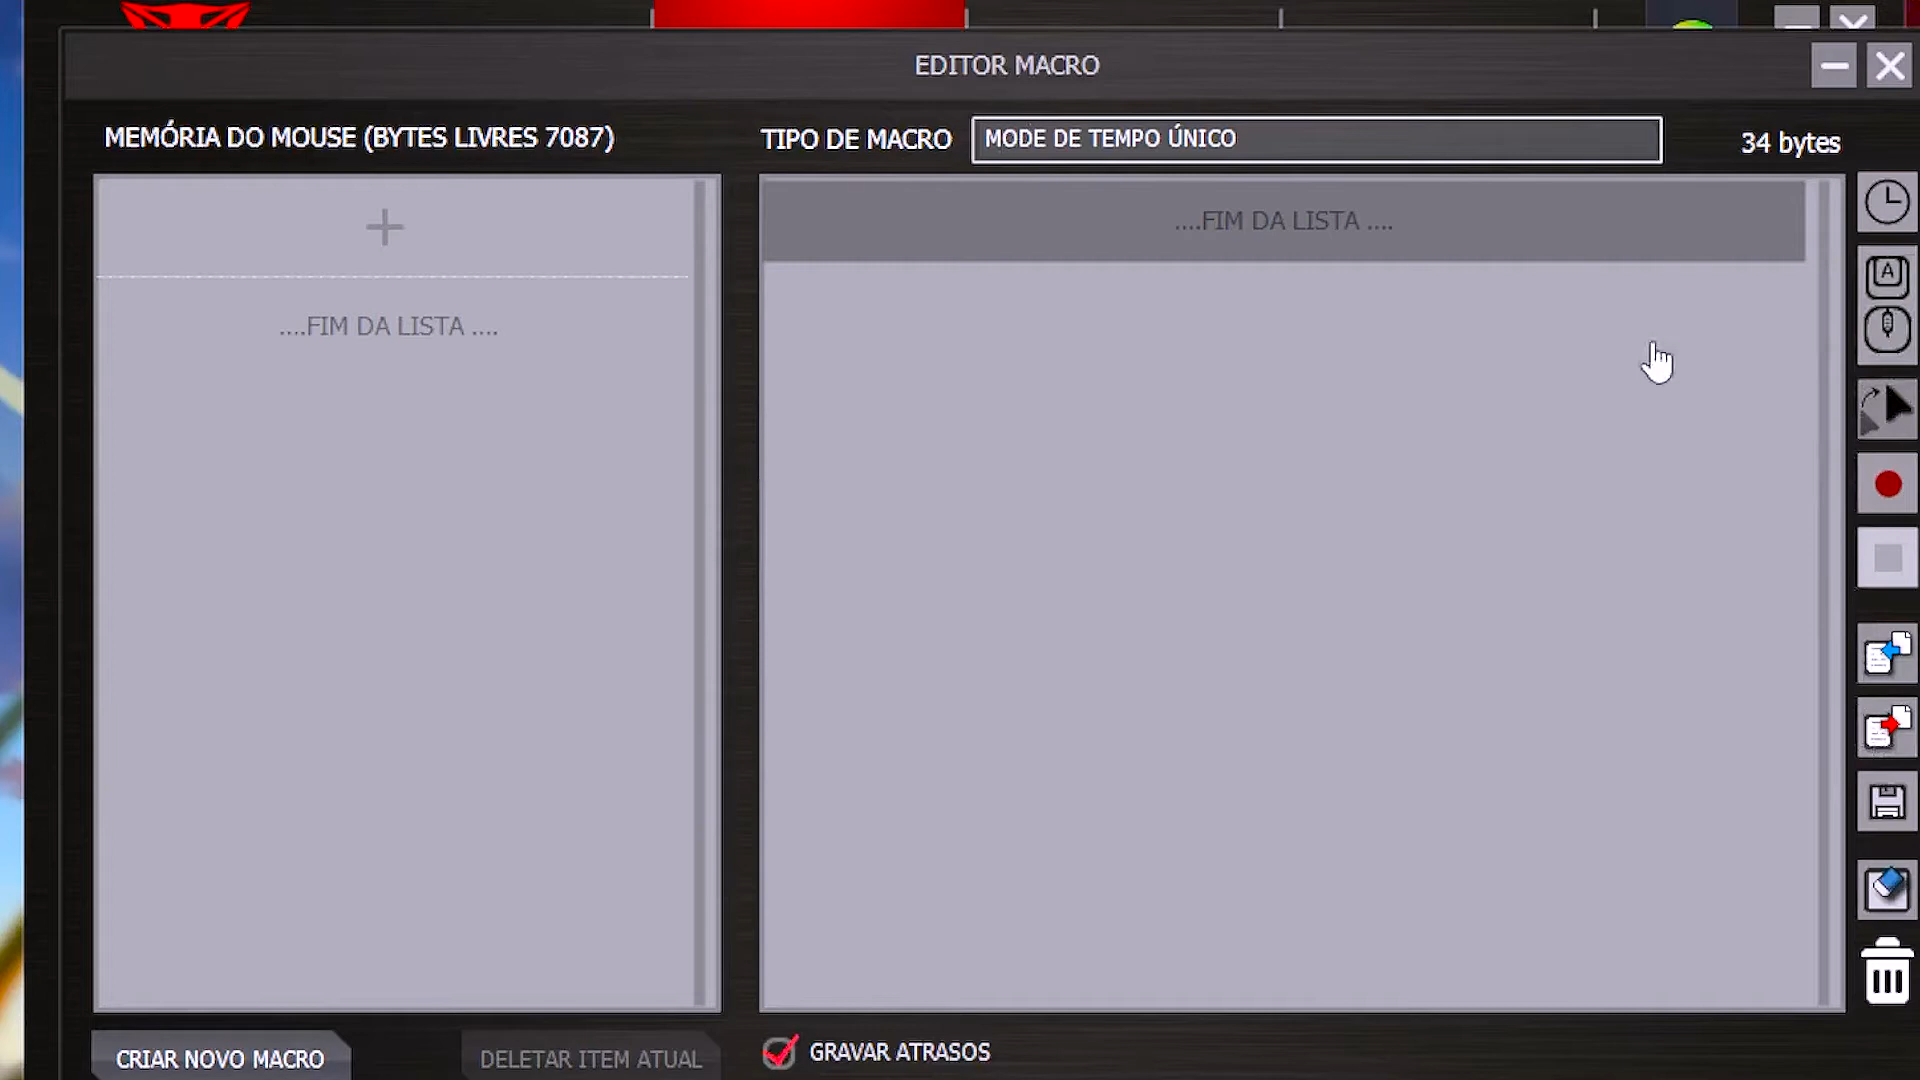 EDITOR MACRO
MEMÓRIA DO MOUSE (BYTES LIVRES 7087)
TIPO DE MACRO
MODE DE TEMPO ÚNICO
34 bytes
....FIM DA LISTA ....
....FIM DA LISTA ....
A
CRIAR NOVO MACRO
DELETAR ITEM ATUAL
GRAVAR ATRASOS